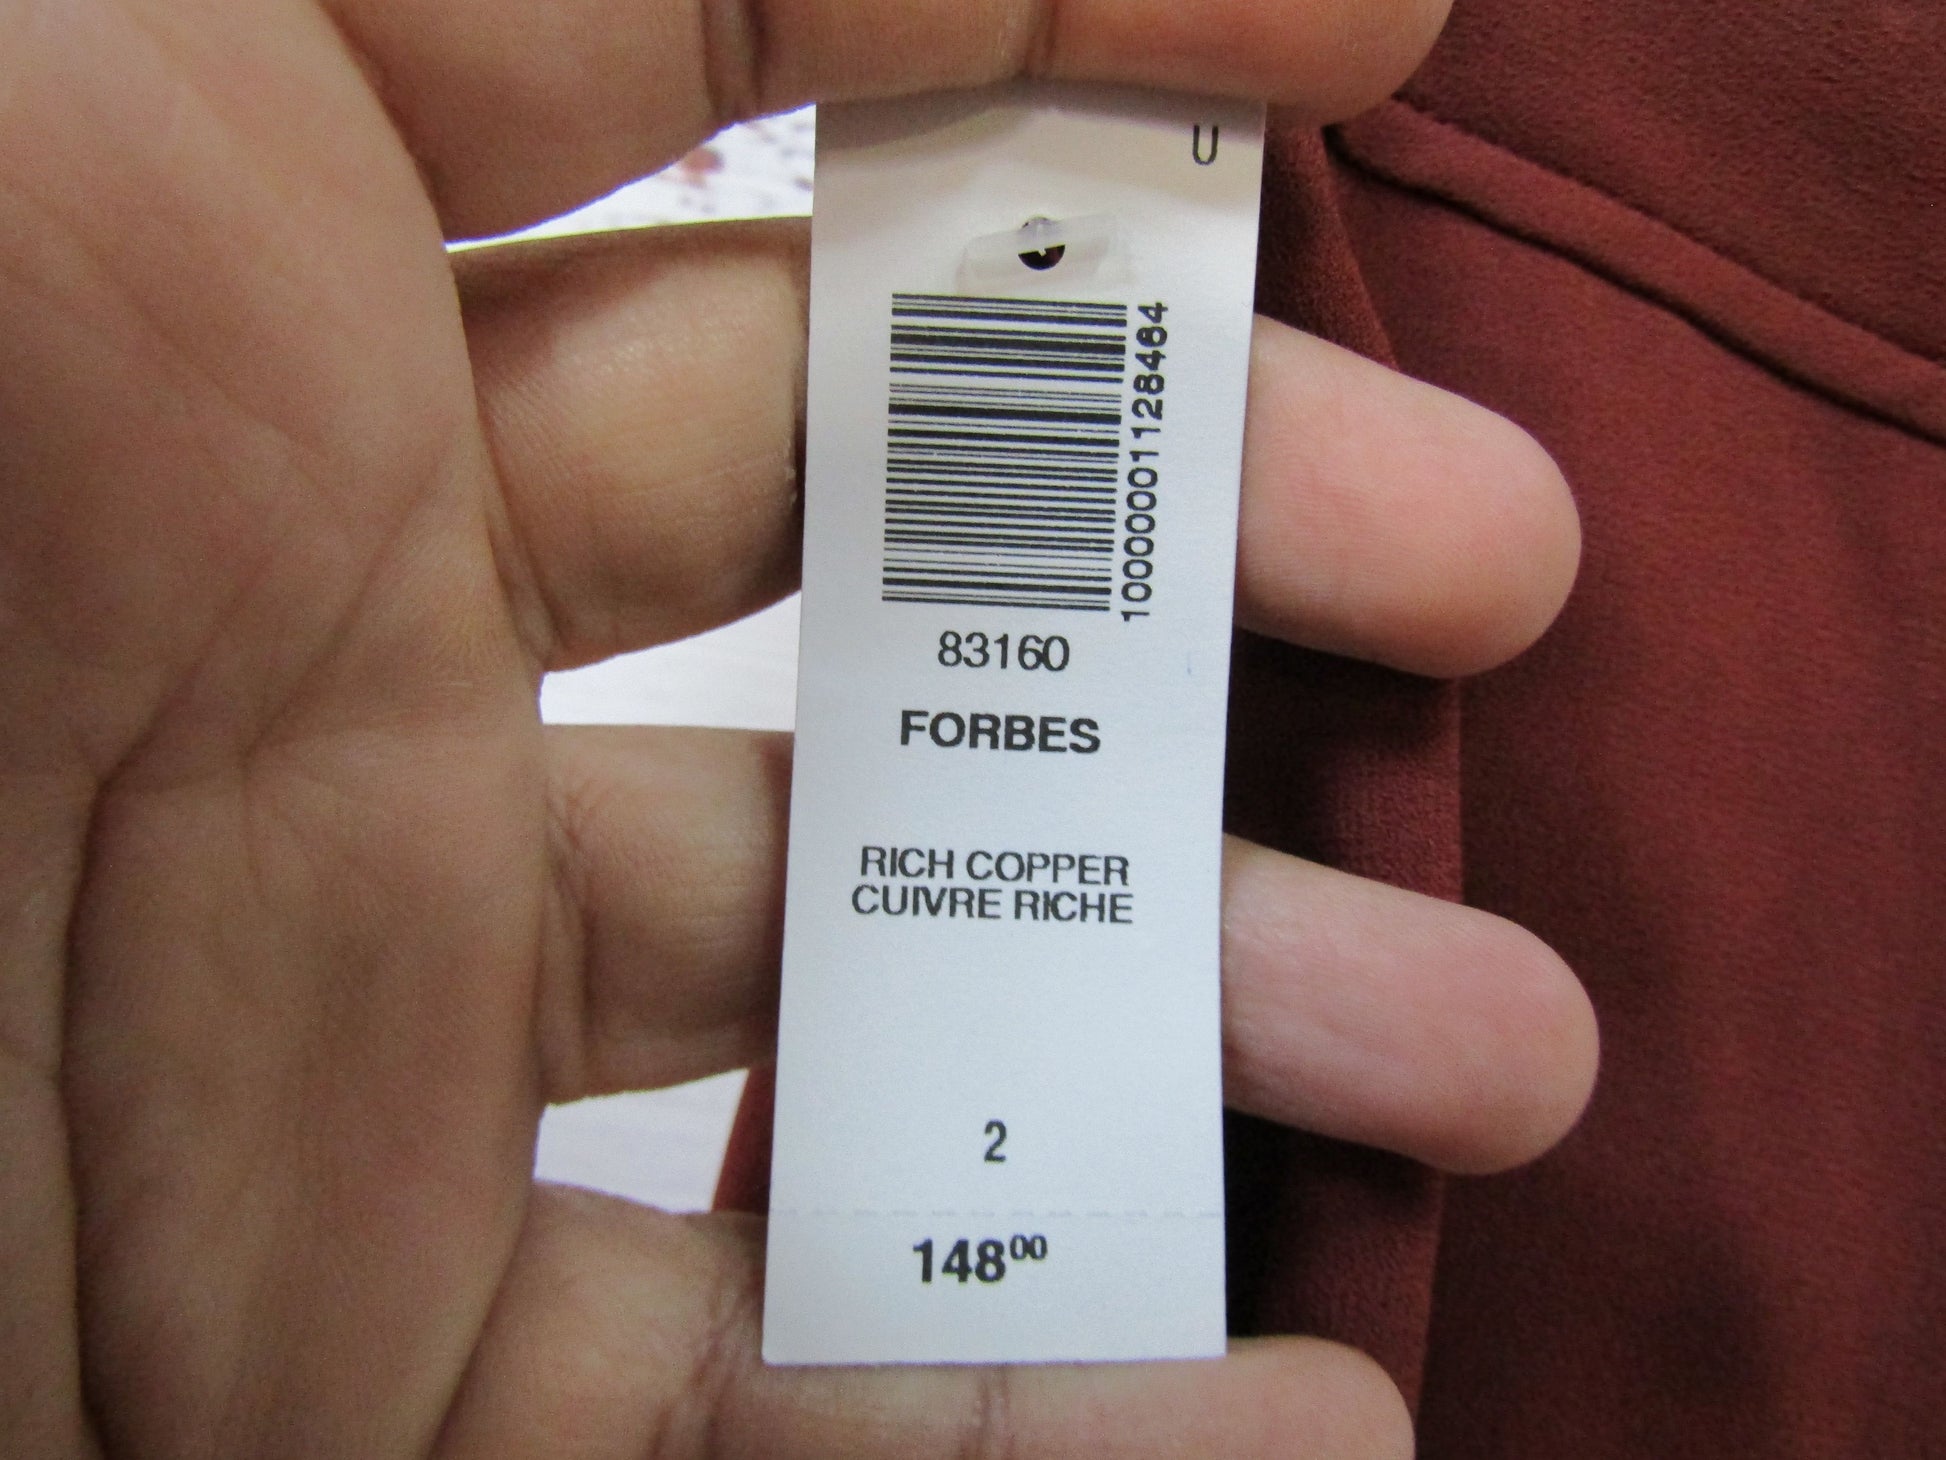 U
10000001128464
83160
FORBES
RICH COPPER
CUIVRE RICHE
2
148⁰⁰